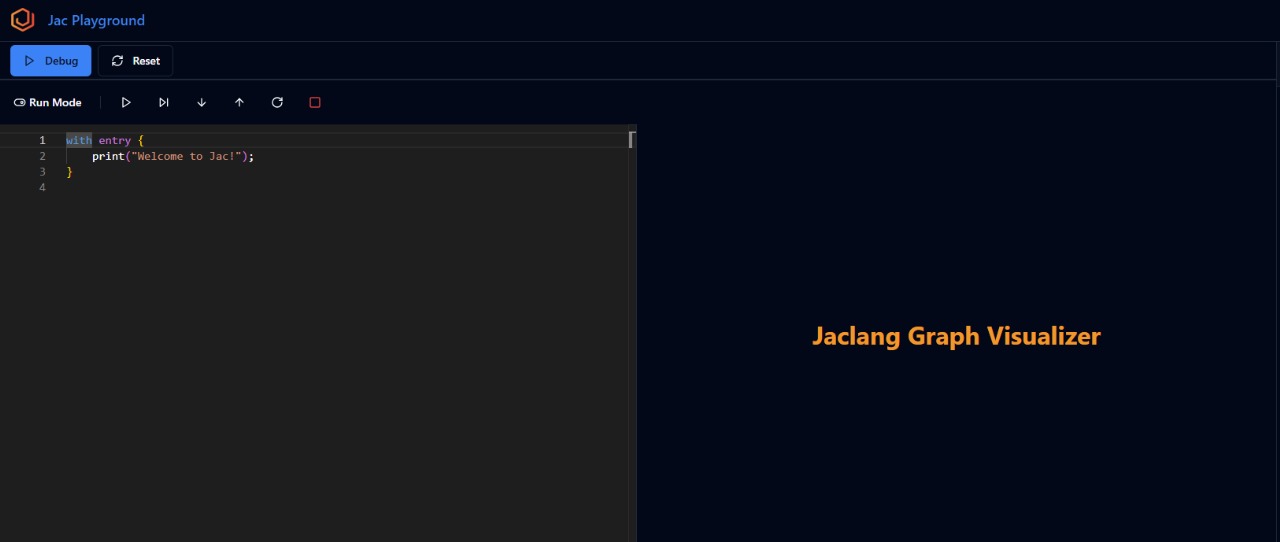 Jac Playground
Debug Reset
Run Mode
1 with entry {
2     print("Welcome to Jac!");
3 }
4
Jaclang Graph Visualizer